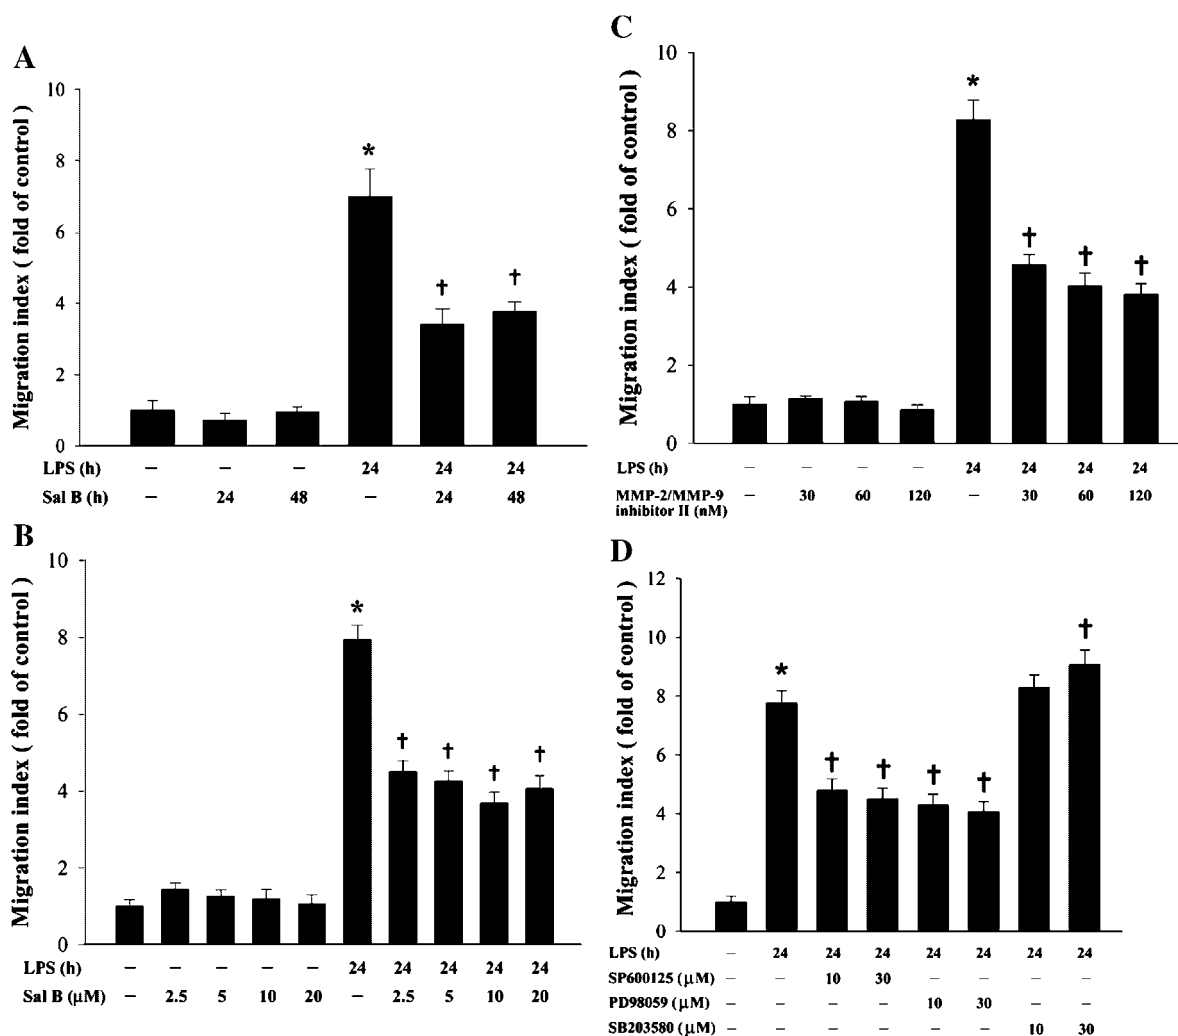 A
Migration index ( fold of control )
10
8
6
4
2
0
*
†
†
LPS (h) – – – 24 24 24
Sal B (h) – 24 48 – 24 48
B
Migration index ( fold of control )
10
8
6
4
2
0
*
†
†
†
†
LPS (h) – – – – – 24 24 24 24 24
Sal B (μM) – 2.5 5 10 20 – 2.5 5 10 20
C
Migration index ( fold of control )
10
8
6
4
2
0
*
†
†
†
LPS (h) – – – – 24 24 24 24
MMP-2/MMP-9 – 30 60 120 – 30 60 120
inhibitor II (nM)
D
Migration index ( fold of control )
12
10
8
6
4
2
0
*
†
†
†
†
†
LPS (h) – 24 24 24 24 24 24 24
SP600125 (μM) – – 10 30
PD98059 (μM) – – 10 30
SB203580 (μM) – – 10 30